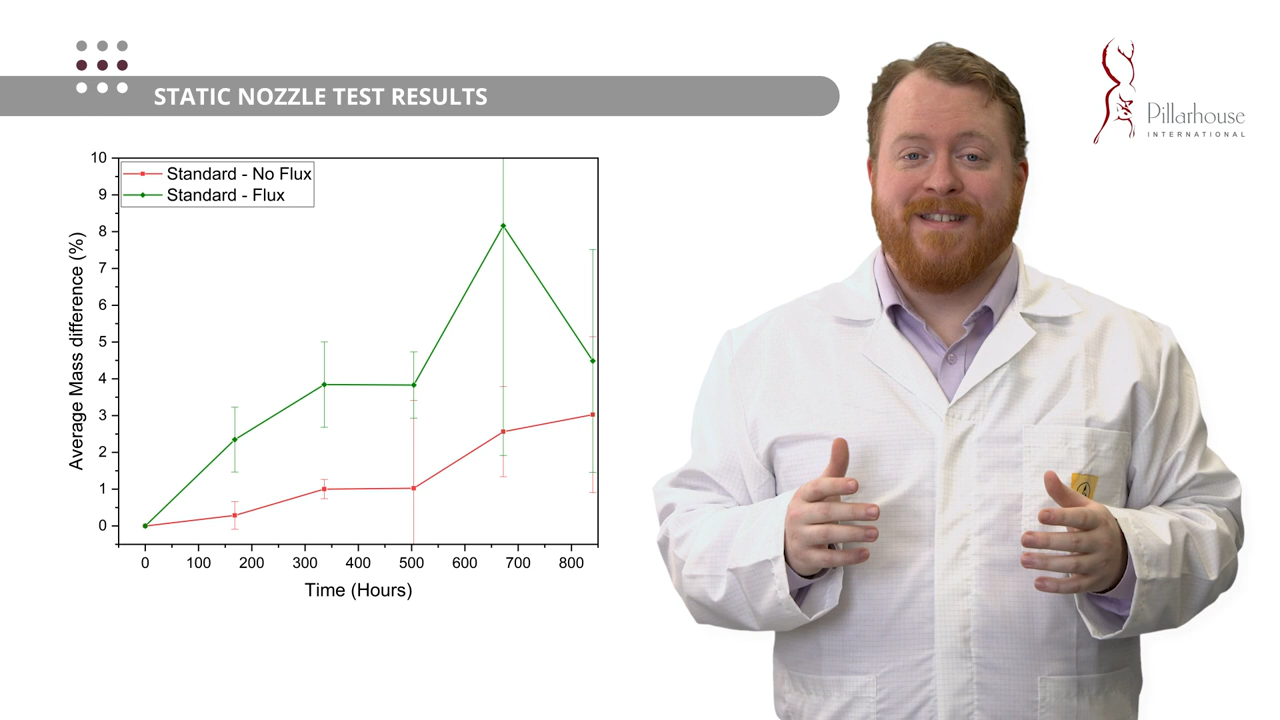 STATIC NOZZLE TEST RESULTS
Pillarhouse
INTERNATIONAL
Standard - No Flux
Standard - Flux
10
9
8
7
6
5
4
3
2
1
0
Average Mass difference (%)
0 100 200 300 400 500 600 700 800
Time (Hours)